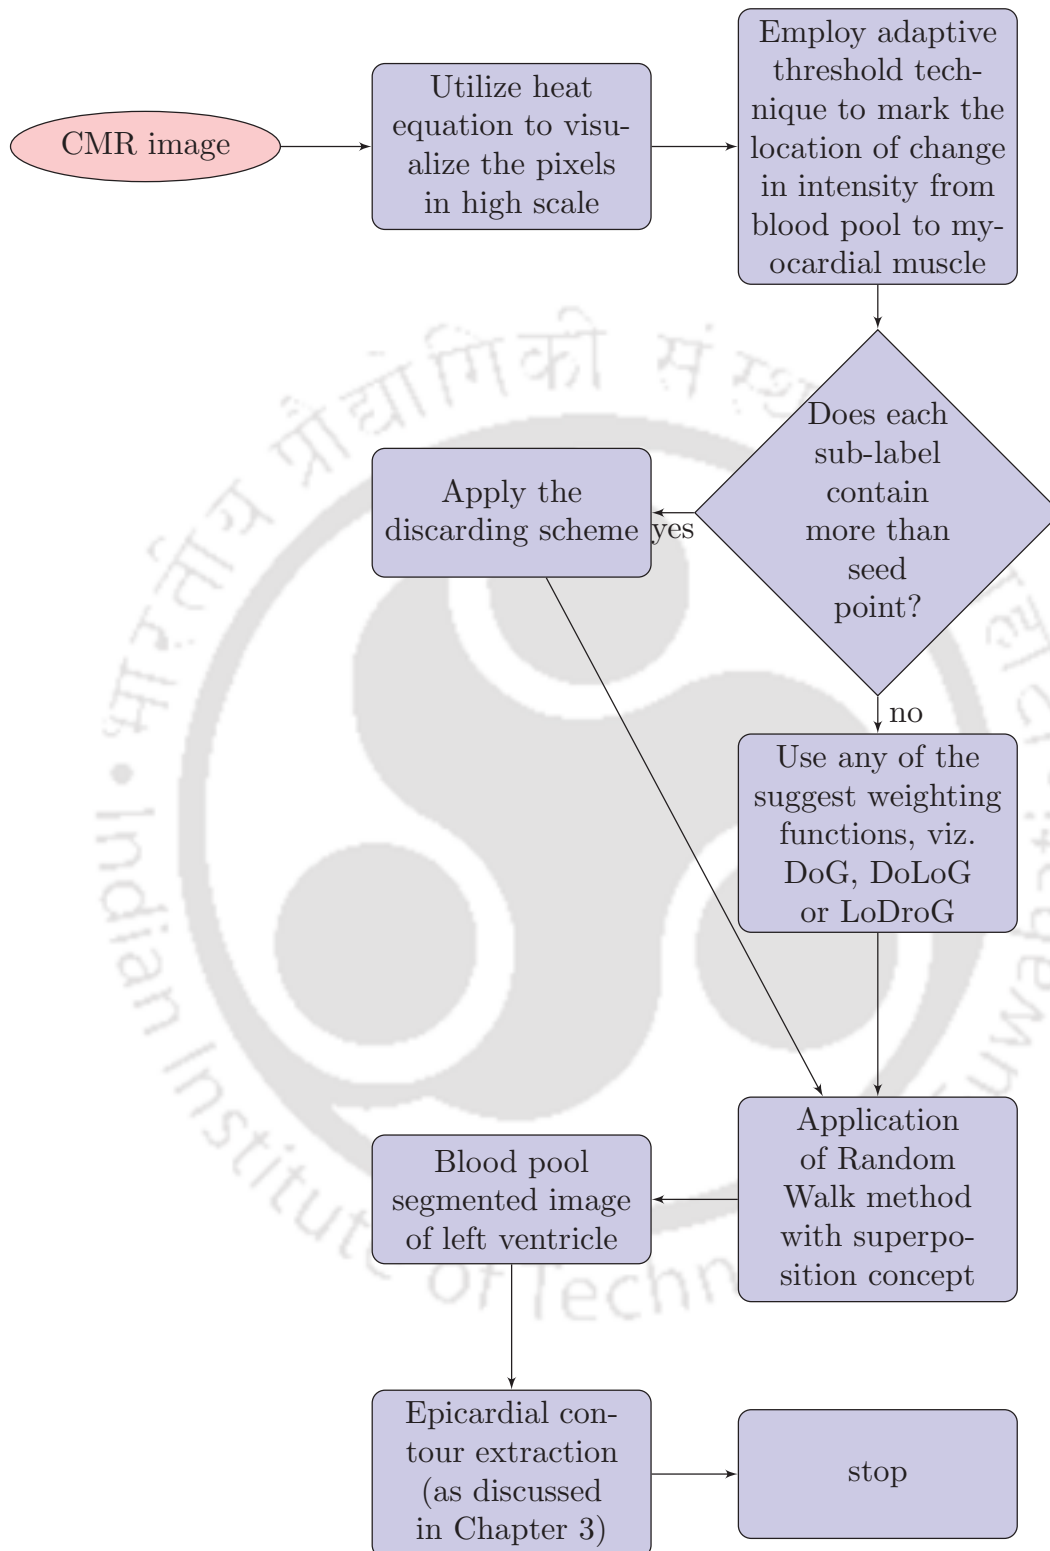 CMR image
Utilize heat
equation to visu-
alize the pixels
in high scale
Employ adaptive
threshold tech-
nique to mark the
location of change
in intensity from
blood pool to my-
ocardial muscle
Does each
sub-label
contain
more than
seed
point?
yes
Apply the
discarding scheme
no
Use any of the
suggest weighting
functions, viz.
DoG, DoLoG
or LoDroG
Application
of Random
Walk method
with superpo-
sition concept
Blood pool
segmented image
of left ventricle
Epicardial con-
tour extraction
(as discussed
in Chapter 3)
stop
भारतीय प्रौद्योगिकी
Indian Institute of